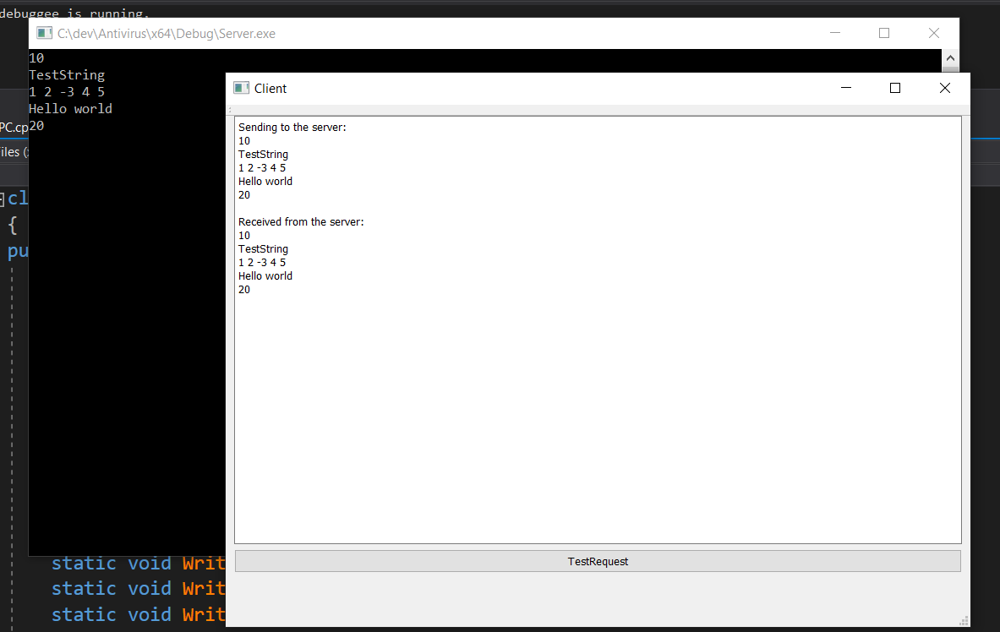 debuggee is running.
C:\dev\Antivirus\x64\Debug\Server.exe
10
TestString
1 2 -3 4 5
Hello world
20
PC.cp
iles (
cl
{
pu
Client
Sending to the server:
10
TestString
1 2 -3 4 5
Hello world
20
Received from the server:
10
TestString
1 2 -3 4 5
Hello world
20
TestRequest
static void Writ
static void Writ
static void Writ